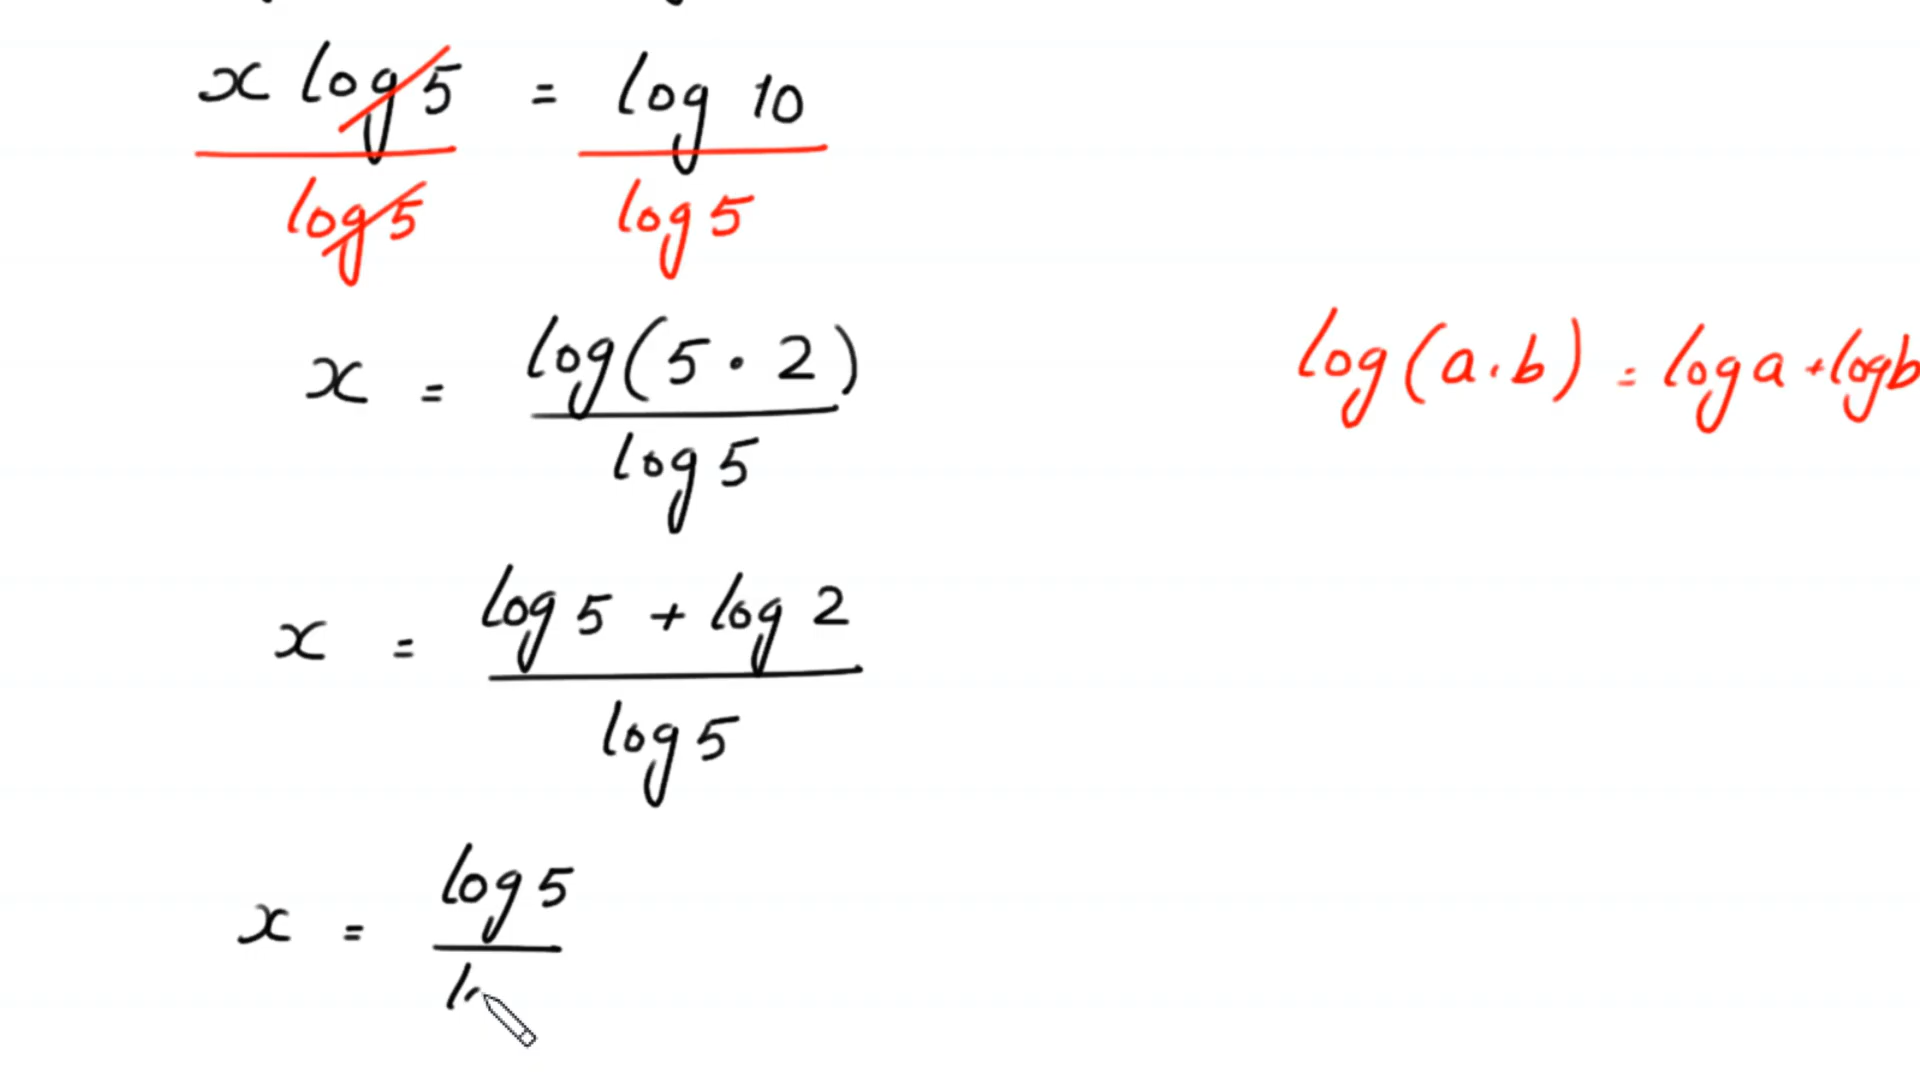 x log 5 = log 10
log 5 log 5
x = log(5 · 2)
log 5
log(a·b) = log a + log b
x = log 5 + log 2
log 5
x = log 5